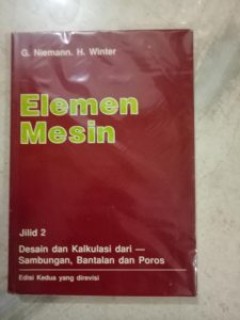 G. Niemann. H. Winter
Elemen
Mesin
Jilid 2
Desain dan Kalkulasi dari —
Sambungan, Bantalan dan Poros
Edisi Kedua yang direvisi